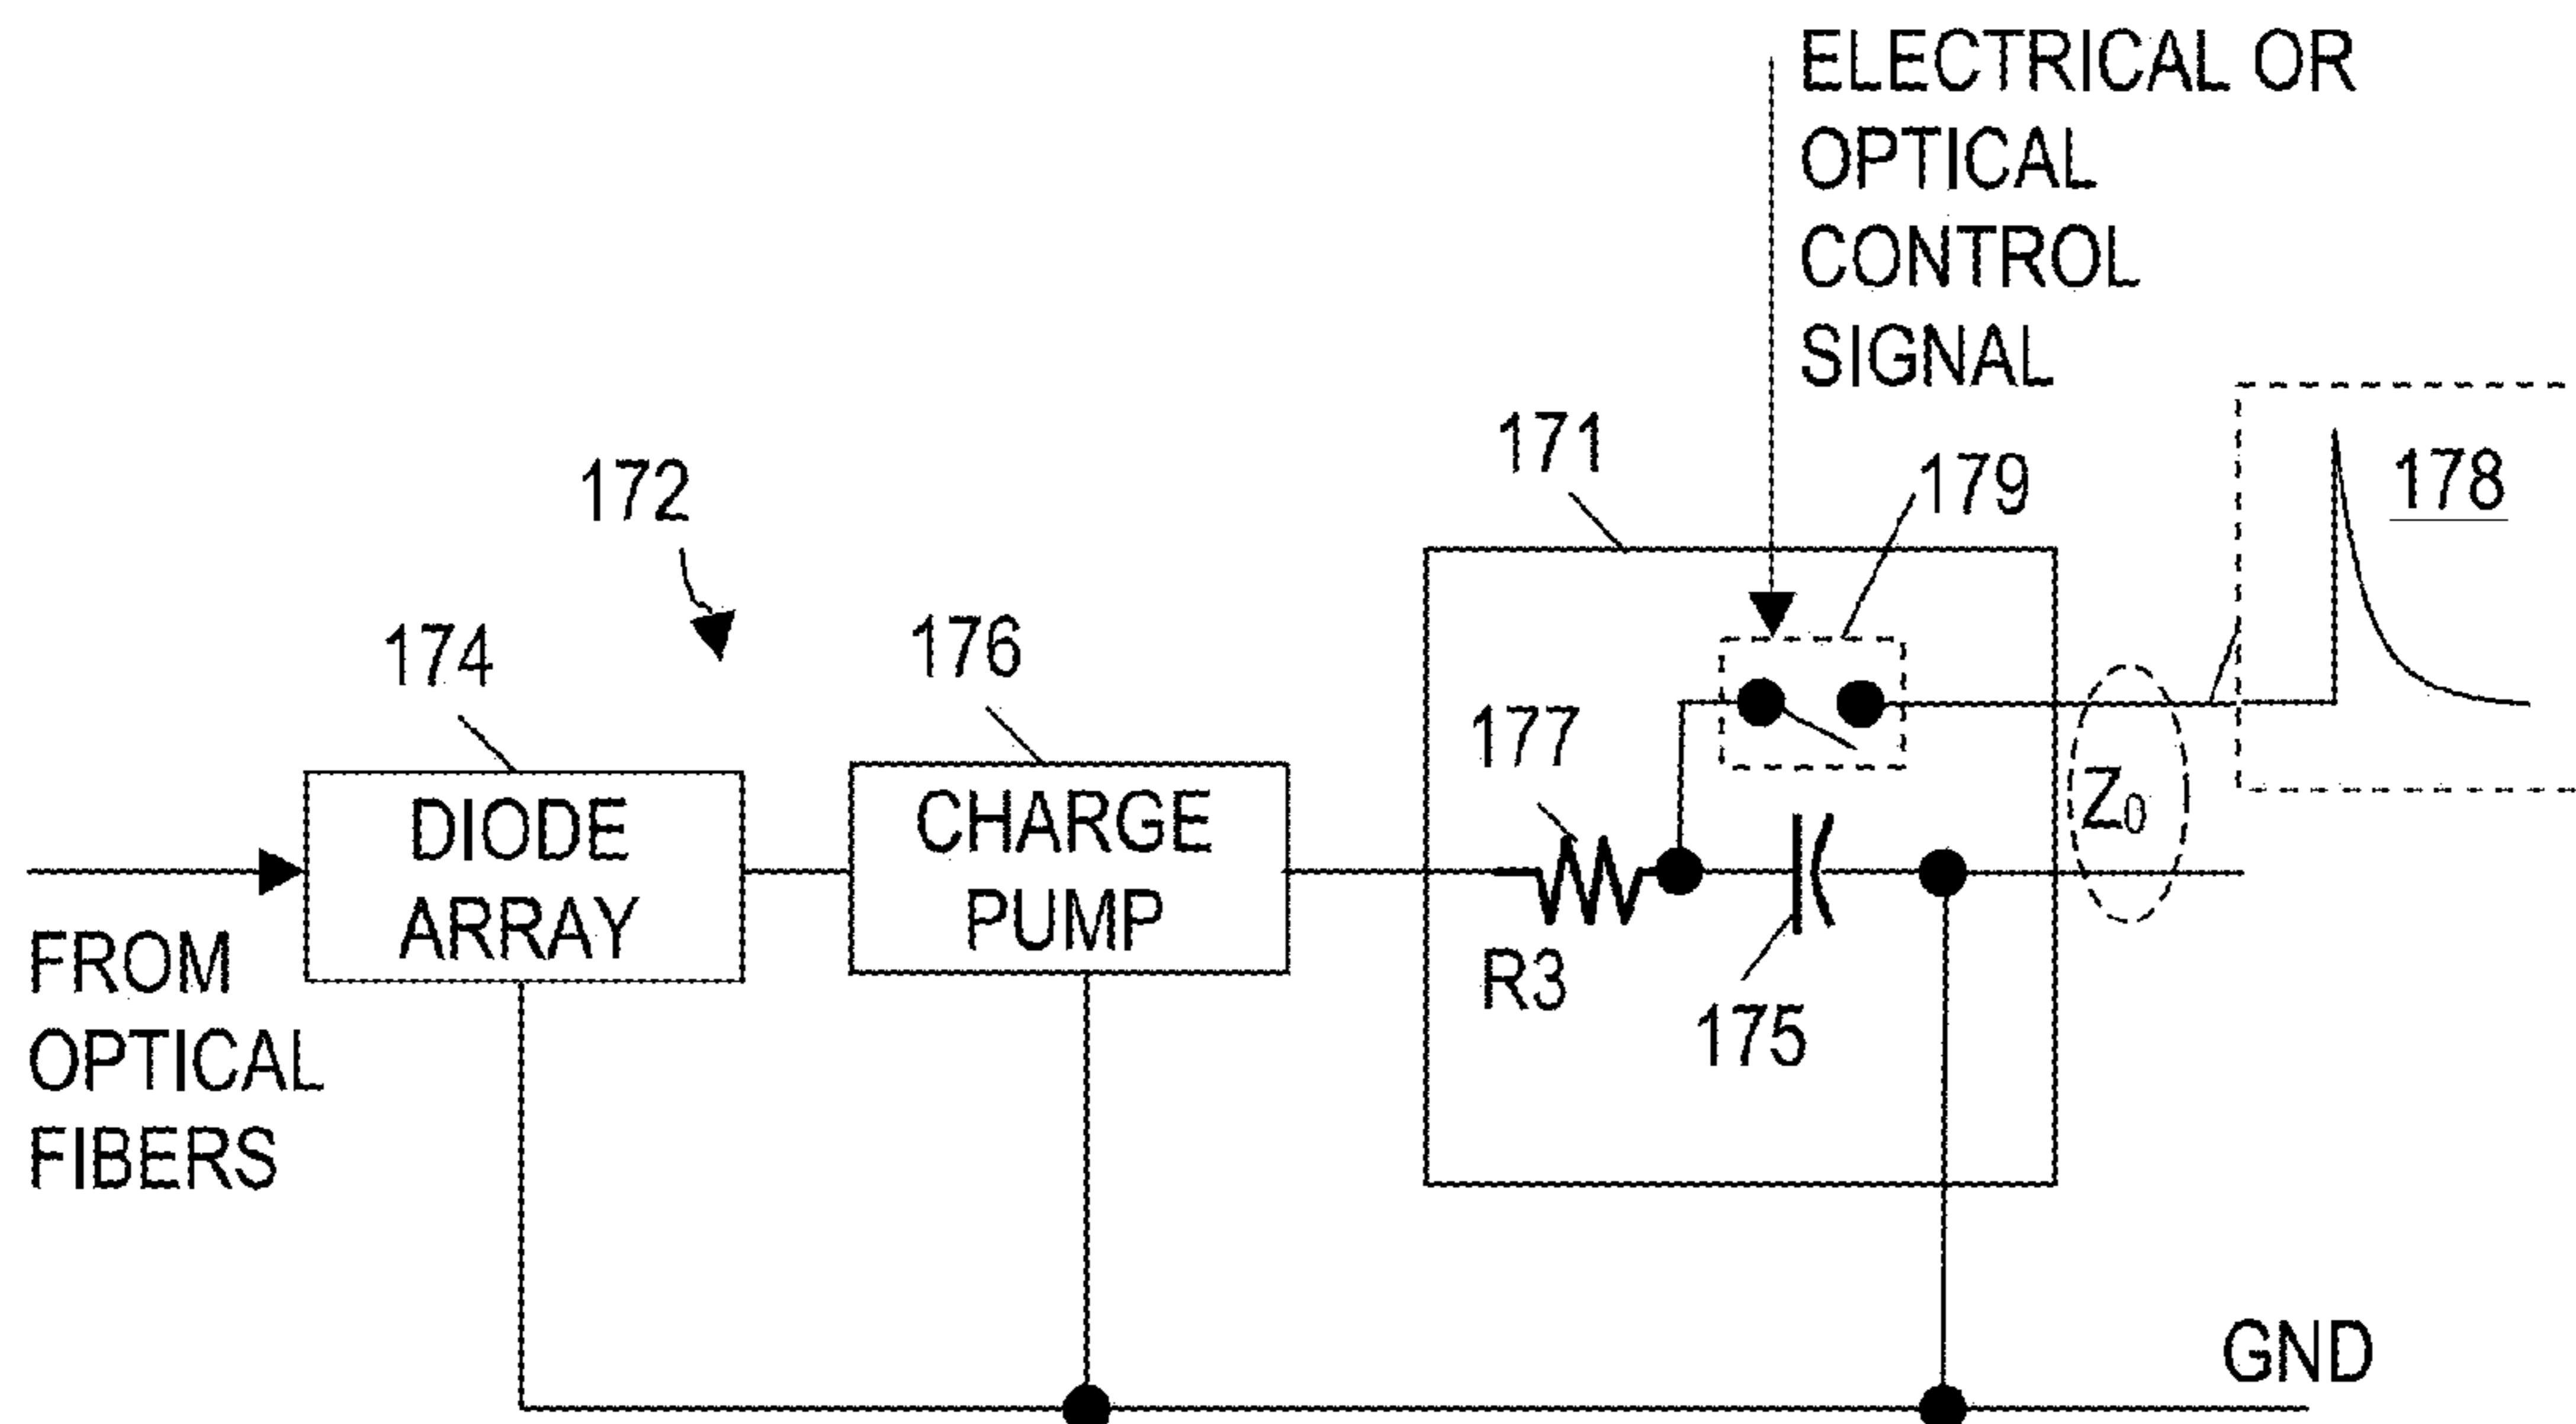 ELECTRICAL OR
OPTICAL
CONTROL
SIGNAL
171
179
178
172
174
176
177
DIODE
ARRAY
CHARGE
PUMP
Z0
R3
175
FROM
OPTICAL
FIBERS
GND